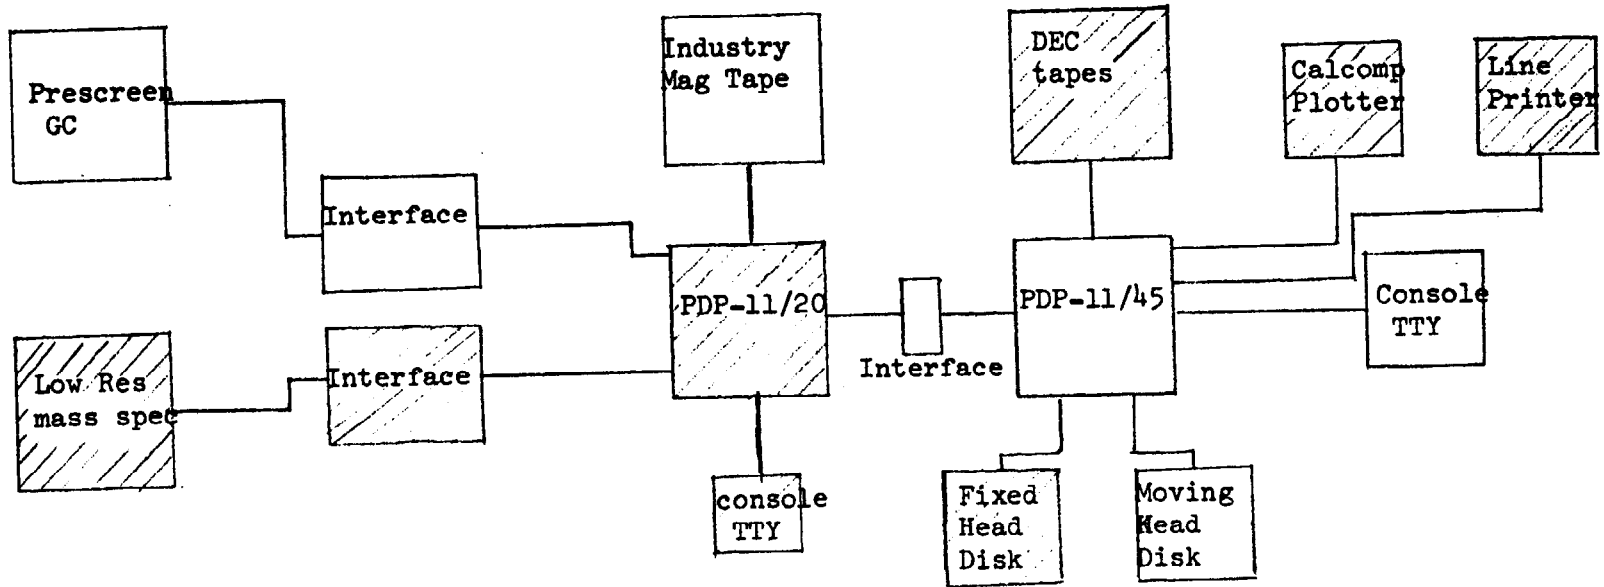 Prescreen
GC
Industry
Mag Tape
DEC
tapes
Calcomp
Plotter
Line
Printer
Interface
PDP-11/20
Interface
PDP-11/45
Console
TTY
Low Res
mass spec
Interface
console
TTY
Fixed
Head
Disk
Moving
Head
Disk